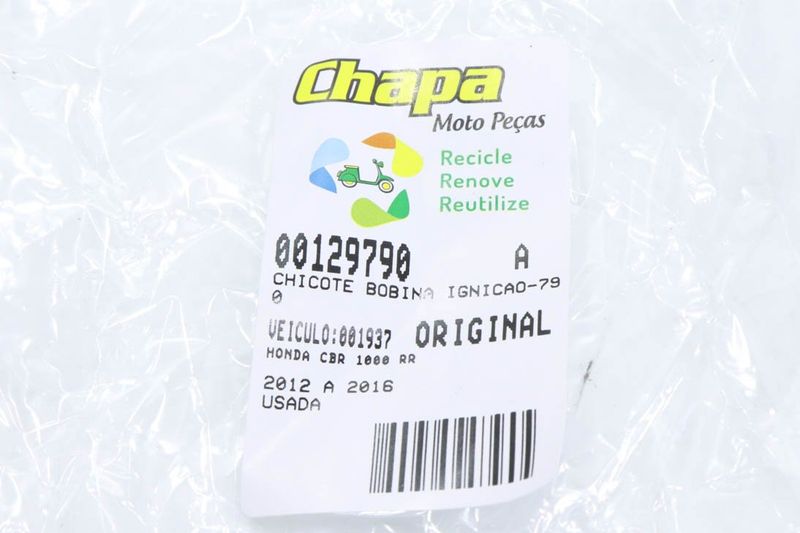 Chapa
Moto Peças
Recicle
Renove
Reutilize
00129790 A
CHICOTE BOBINA IGNICAO-79
0
VEICULO:001937 ORIGINAL
HONDA CBR 1000 RR
2012 A 2016
USADA